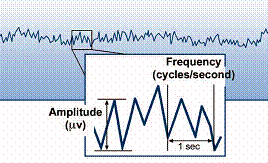 Frequency
(cycles/second)
Amplitude
(μv)
1 sec